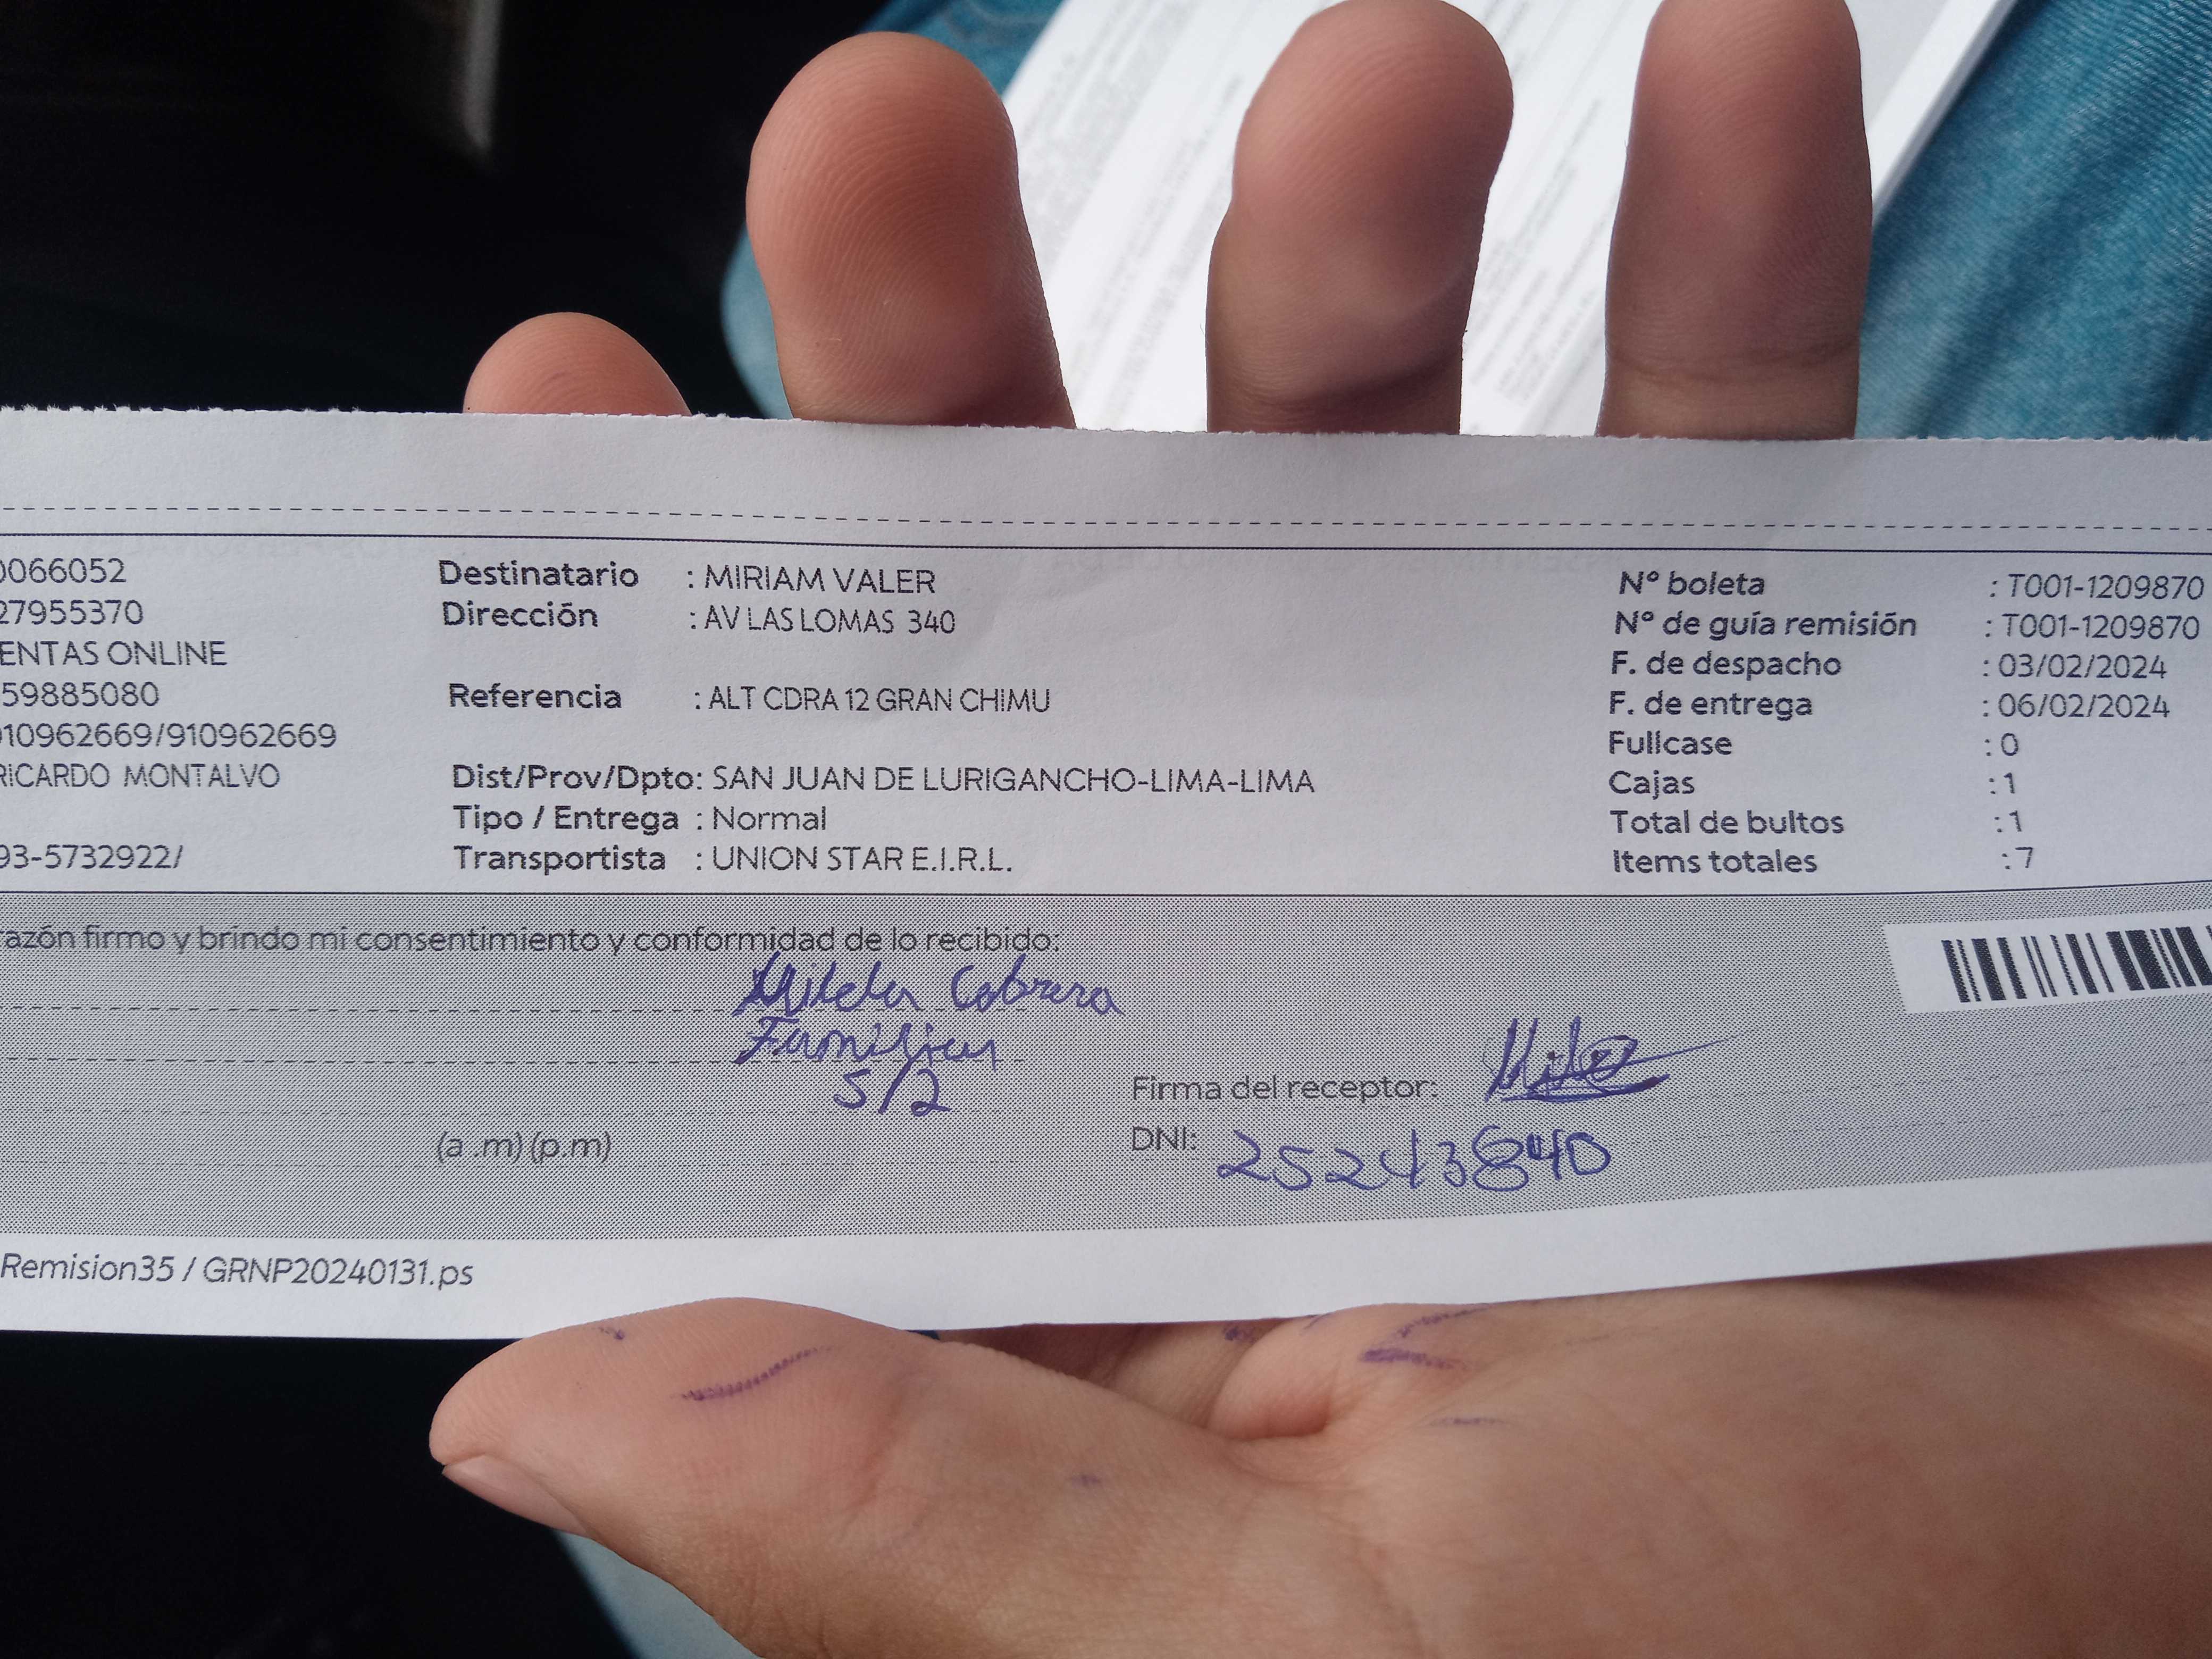 0066052
27955370
ENTAS ONLINE
59885080
910962669/910962669
RICARDO MONTALVO
93-5732922/
Destinatario : MIRIAM VALER
Dirección : AV LAS LOMAS 340
Referencia : ALT CDRA 12 GRAN CHIMU
Dist/Prov/Dpto: SAN JUAN DE LURIGANCHO-LIMA-LIMA
Tipo / Entrega : Normal
Transportista : UNION STAR E.I.R.L.
Nº boleta : T001-1209870
Nº de guía remisión : T001-1209870
F. de despacho : 03/02/2024
F. de entrega : 06/02/2024
Fullcase : 0
Cajas : 1
Total de bultos : 1
Items totales : 7
razón firmo y brindo mi consentimiento y conformidad de lo recibido:
Cabrera
Familiar
5/2
Firma del receptor:
(a .m) (p.m)
DNI: 25243840
Remision35 / GRNP20240131.ps